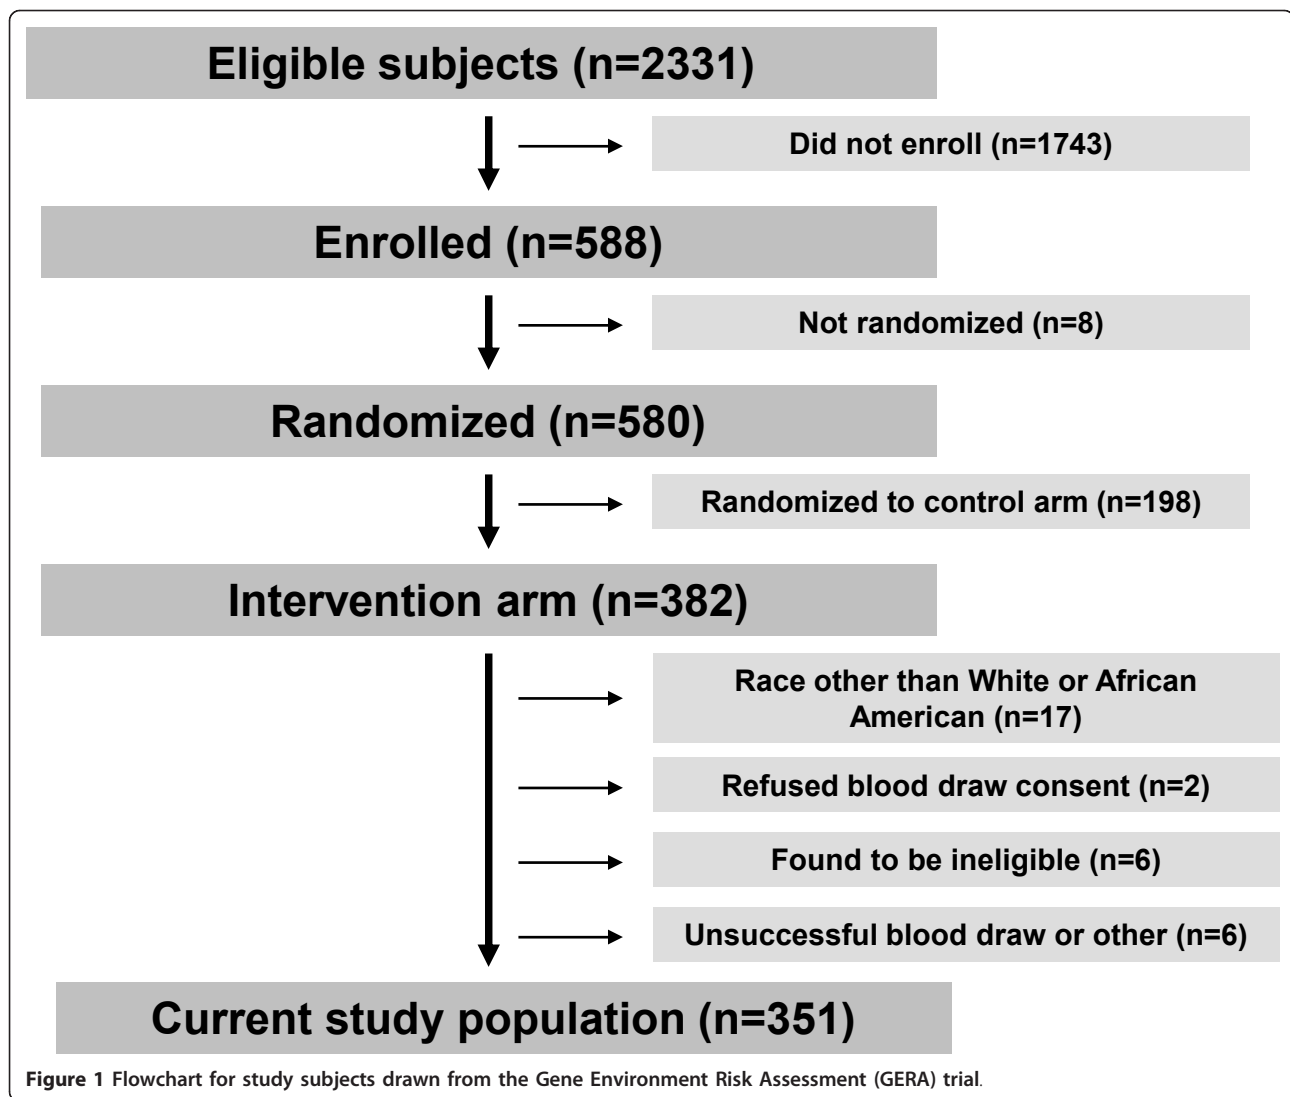 Eligible subjects (n=2331)
Did not enroll (n=1743)
Enrolled (n=588)
Not randomized (n=8)
Randomized (n=580)
Randomized to control arm (n=198)
Intervention arm (n=382)
Race other than White or African
American (n=17)
Refused blood draw consent (n=2)
Found to be ineligible (n=6)
Unsuccessful blood draw or other (n=6)
Current study population (n=351)
Figure 1 Flowchart for study subjects drawn from the Gene Environment Risk Assessment (GERA) trial.